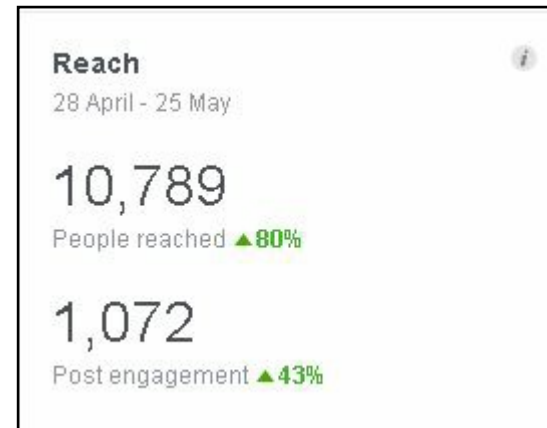 Reach
i
28 April - 25 May
10,789
People reached ▲80%
1,072
Post engagement ▲43%